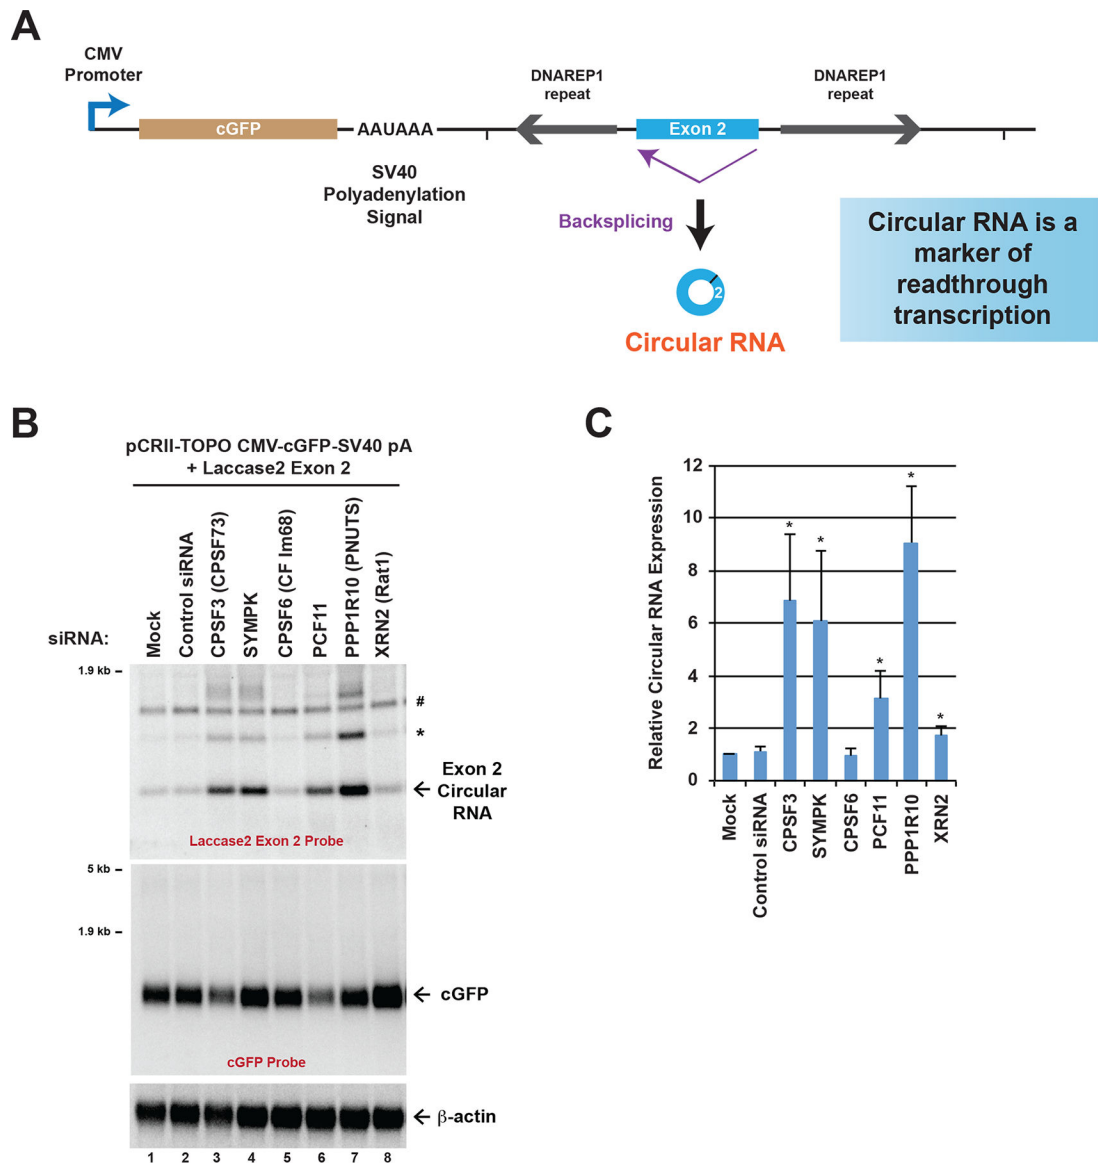 A
CMV
Promoter
DNAREP1
repeat
DNAREP1
repeat
cGFP
AAUAAA
Exon 2
SV40
Polyadenylation
Signal
Backsplicing
2
Circular RNA
Circular RNA is a
marker of
readthrough
transcription
B
pCRII-TOPO CMV-cGFP-SV40 pA
+ Laccase2 Exon 2
siRNA:
Mock
Control siRNA
CPSF3 (CPSF73)
SYMPK
CPSF6 (CF Im68)
PCF11
PPP1R10 (PNUTS)
XRN2 (Rat1)
1.9 kb
#
*
Exon 2
Circular
RNA
Laccase2 Exon 2 Probe
5 kb
1.9 kb
cGFP
cGFP Probe
β-actin
1 2 3 4 5 6 7 8
C
Relative Circular RNA Expression
12
10
8
6
4
2
0
* * * * *
Mock
Control siRNA
CPSF3
SYMPK
CPSF6
PCF11
PPP1R10
XRN2